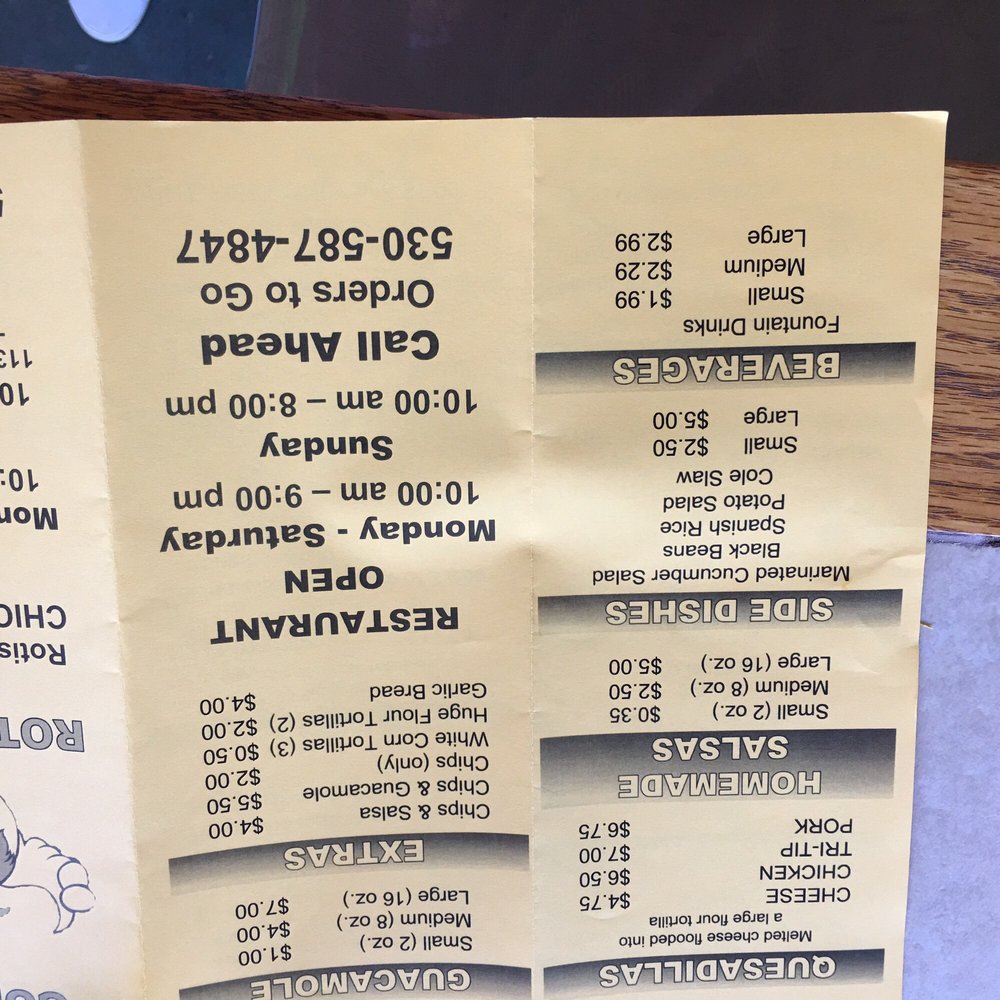 QUESADILLAS
Melted cheese flooded into
a large flour tortilla
CHEESE $4.75
CHICKEN $6.50
TRI-TIP $7.00
PORK $6.75
HOMEMADE
SALSAS
Small (2 oz.) $0.35
Medium (8 oz.) $2.50
Large (16 oz.) $5.00
SIDE DISHES
Marinated Cucumber Salad
Black Beans
Spanish Rice
Potato Salad
Cole Slaw
Small $2.50
Large $5.00
BEVERAGES
Fountain Drinks
Small $1.99
Medium $2.29
Large $2.99
GUACAMOLE
Small (2 oz.) $1.00
Medium (8 oz.) $4.00
Large (16 oz.) $7.00
EXTRAS
Chips & Salsa $4.00
Chips & Guacamole $5.50
Chips (only) $2.00
White Corn Tortillas (3) $0.50
Huge Flour Tortillas (2) $2.00
Garlic Bread $4.00
RESTAURANT
OPEN
Monday - Saturday
10:00 am – 9:00 pm
Sunday
10:00 am – 8:00 pm
Call Ahead
Orders to Go
530-587-4847
ROT
Rotis
CHIC
Mon
10:
10
113